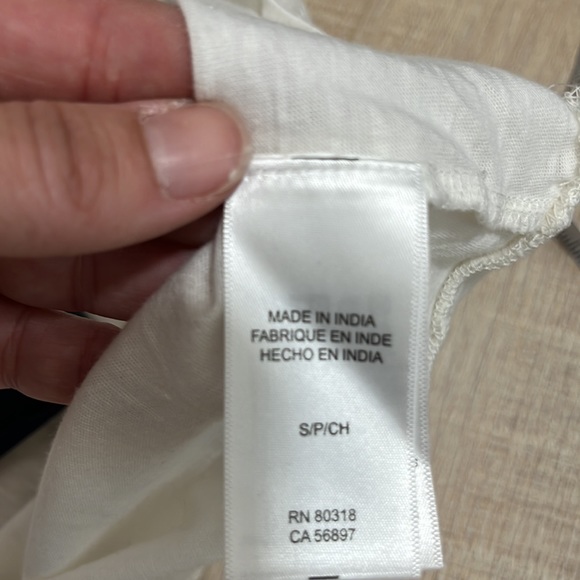 MADE IN INDIA
FABRIQUE EN INDE
HECHO EN INDIA
S/P/CH
RN 80318
CA 56897